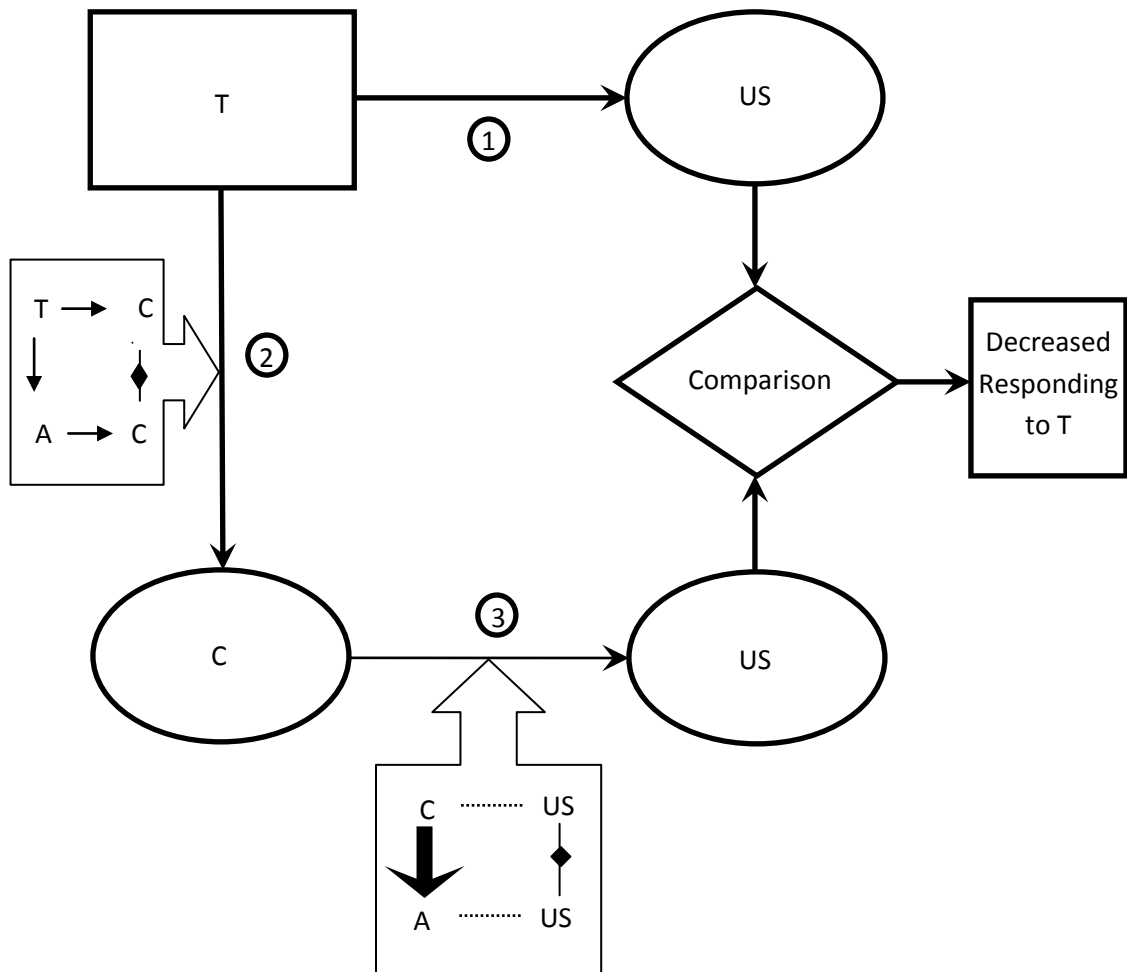 T
US
1
T
C
2
A
C
Comparison
Decreased
Responding
to T
C
3
US
C
US
A
US